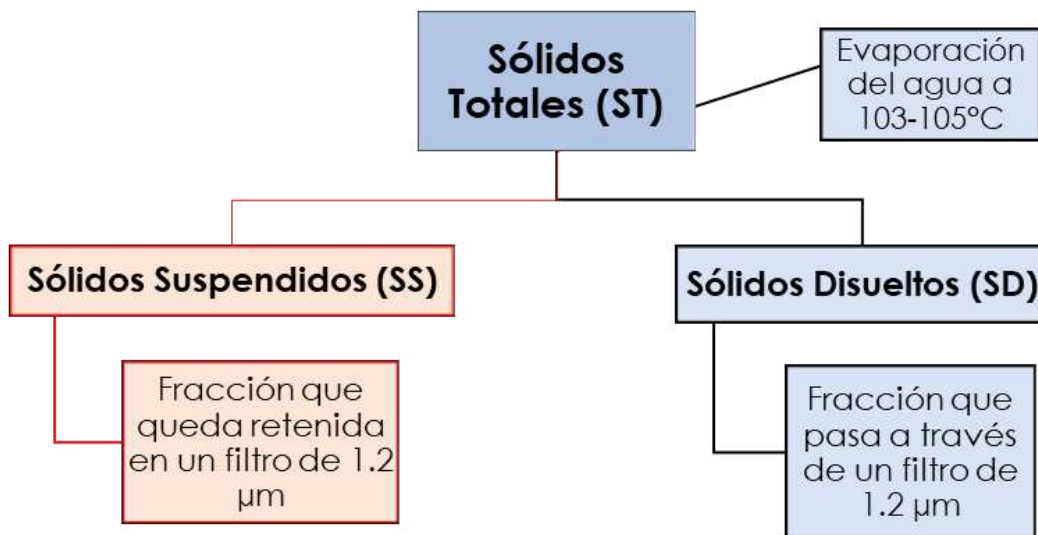 Sólidos
Totales (ST)
Evaporación
del agua a
103-105°C
Sólidos Suspendidos (SS)
Sólidos Disueltos (SD)
Fracción que
queda retenida
en un filtro de 1.2
µm
Fracción que
pasa a través
de un filtro de
1.2 µm